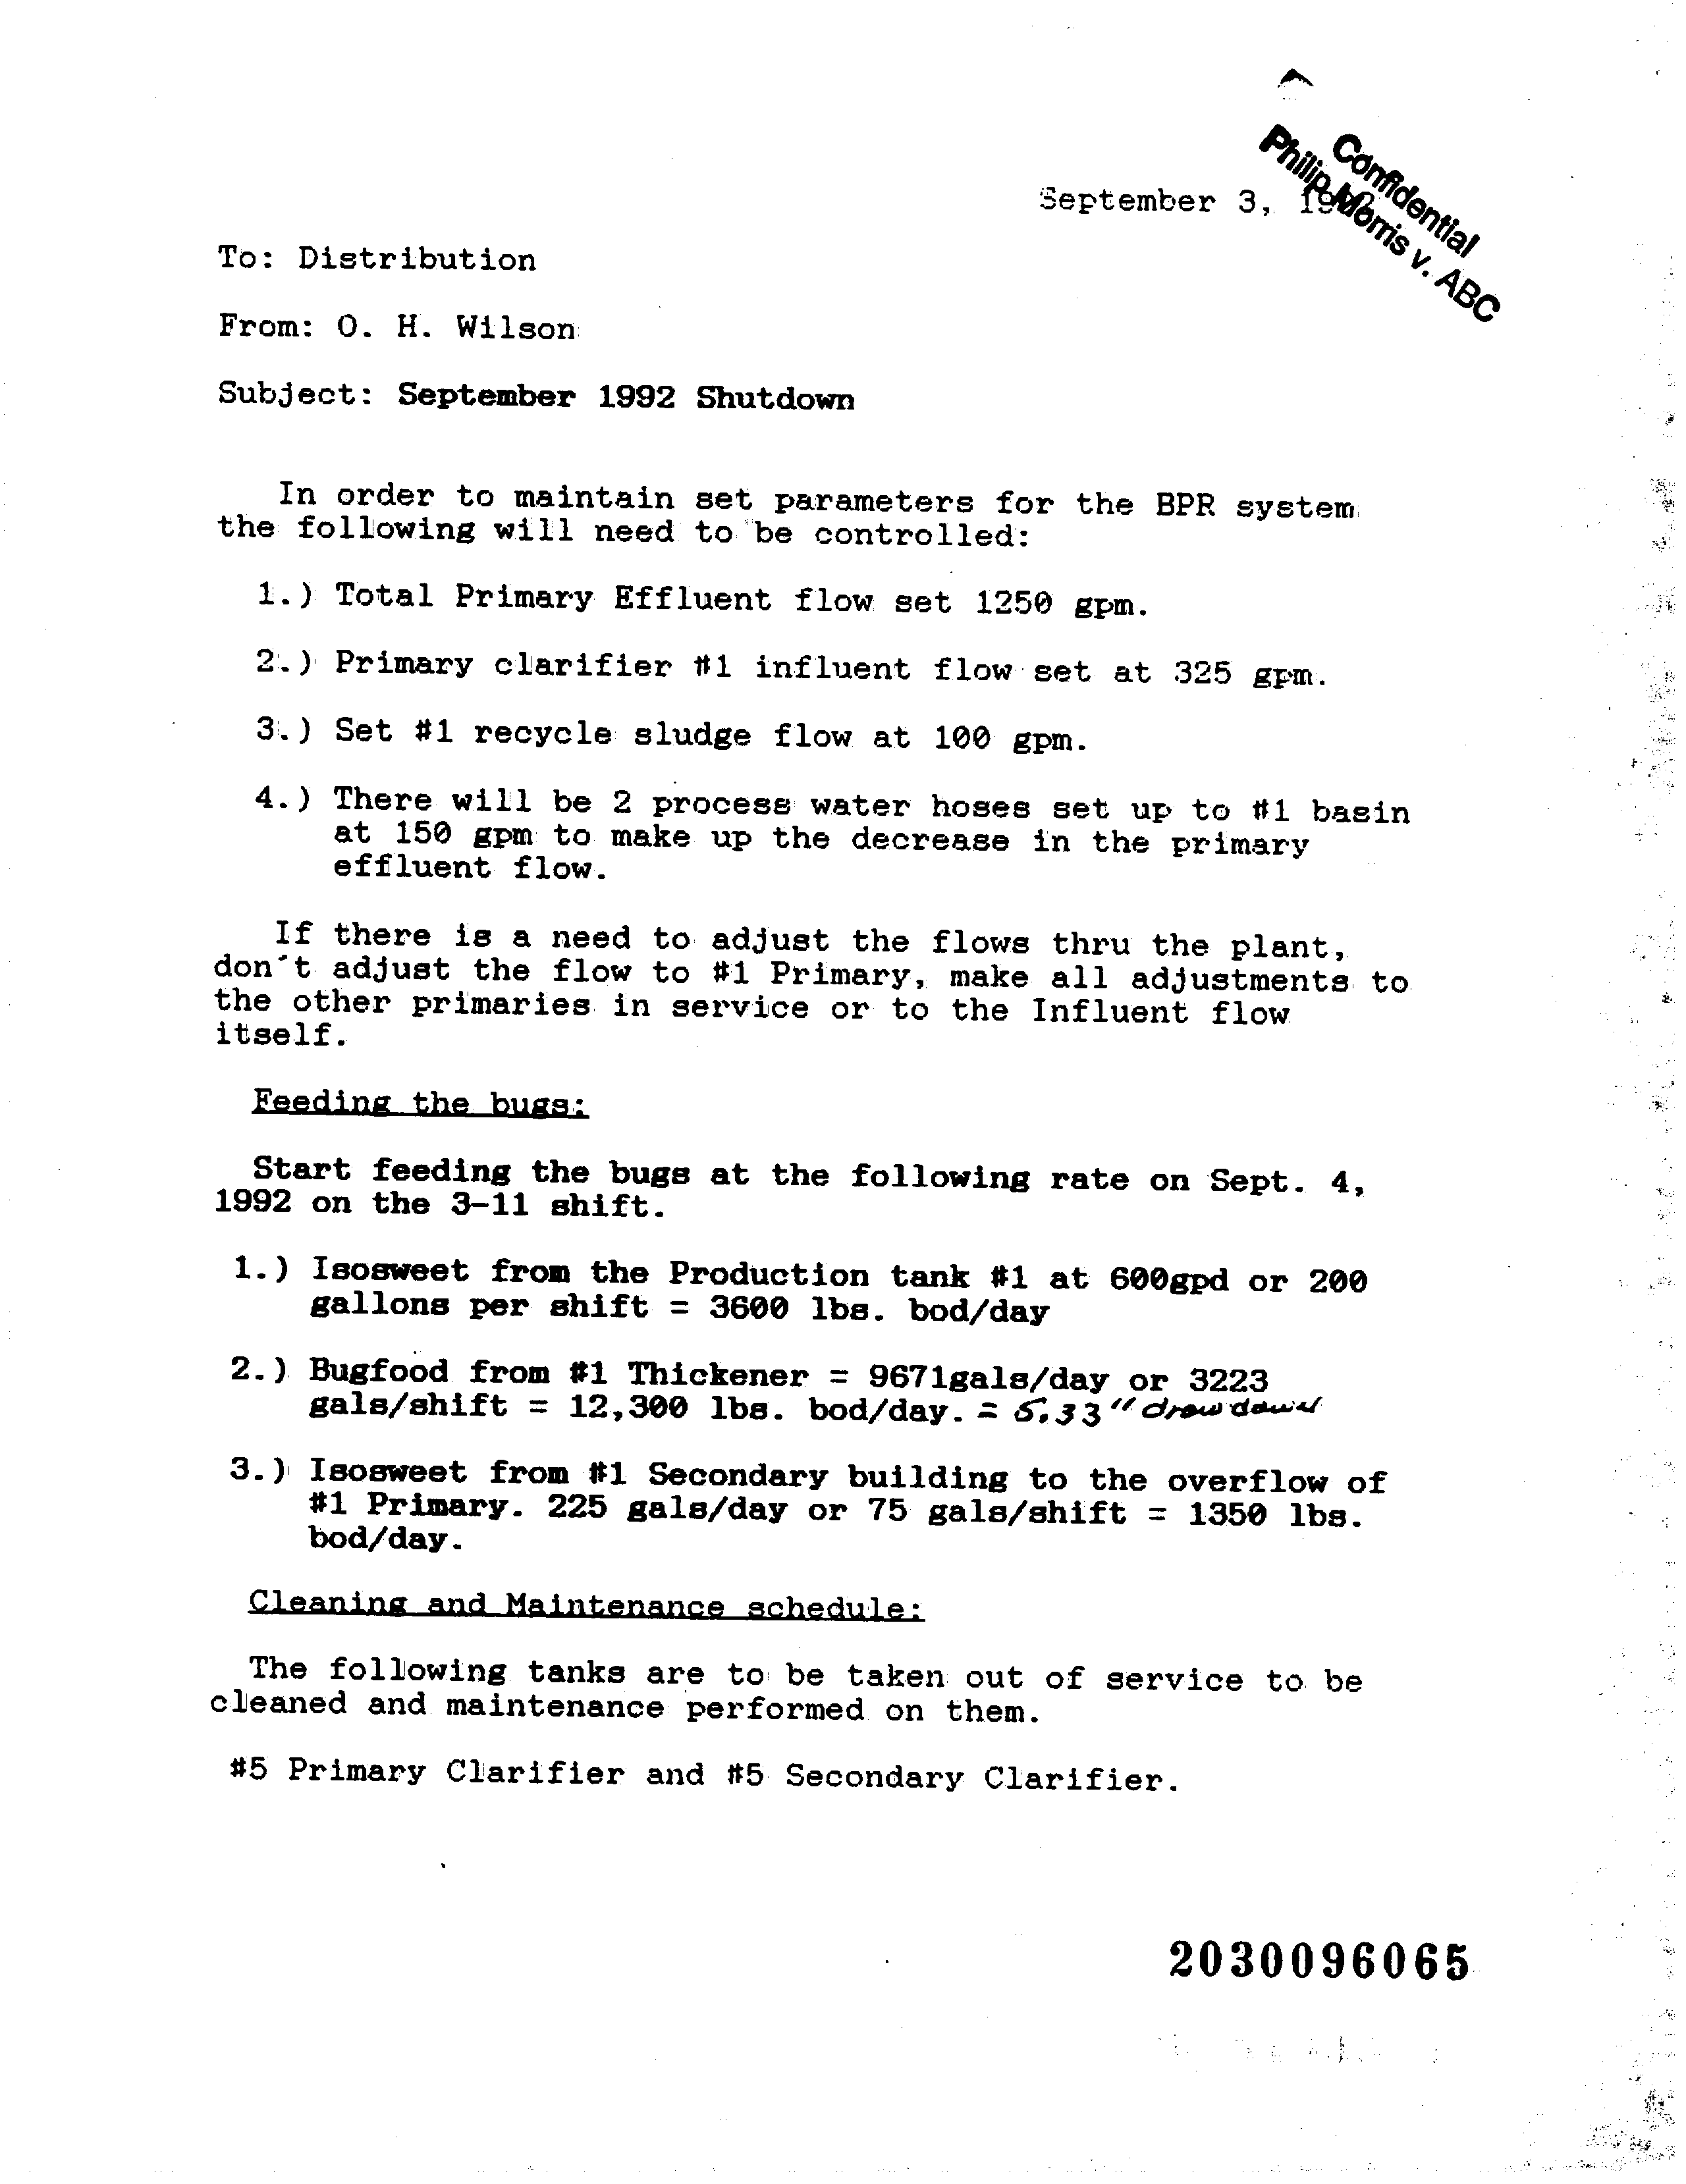 Confidential
Philip Morris v. ABC
September 3,
To: Distribution
From: O. H. Wilson
Subject: September 1992 Shutdown
In order to maintain set parameters for the BPR system
the following will need to be controlled:
1.) Total Primary Effluent flow set 1250 gpm.
2.) Primary clarifier #1 influent flow set at 325 gpm.
3.) Set #1 recycle sludge flow at 100 gpm.
4.) There will be 2 process water hoses set up to #1 basin
at 150 gpm to make up the decrease in the primary
effluent flow.
If there is a need to adjust the flows thru the plant,
don't adjust the flow to #1 Primary, make all adjustments to
the other primaries in service or to the Influent flow
itself.
Feeding the bugs:
Start feeding the bugs at the following rate on Sept. 4,
1992 on the 3-11 shift.
1.) Isosweet from the Production tank #1 at 600gpd or 200
gallons per shift = 3600 lbs. bod/day
2.) Bugfood from #1 Thickener = 9671gals/day or 3223
gals/shift = 12,300 lbs. bod/day. = 5.33" drawdown
3.) Isosweet from #1 Secondary building to the overflow of
#1 Primary. 225 gals/day or 75 gals/shift = 1350 lbs.
bod/day.
Cleaning and Maintenance schedule:
The following tanks are to be taken out of service to be
cleaned and maintenance performed on them.
#5 Primary Clarifier and #5 Secondary Clarifier.
2030096065